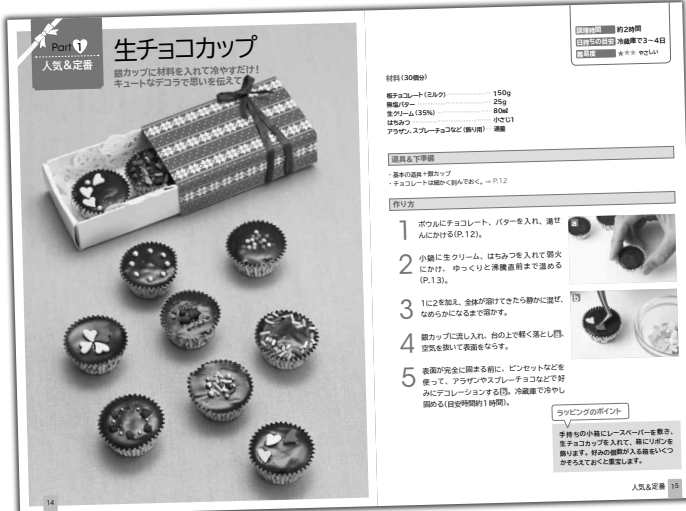 Part 1
人気&定番
生チョコカップ
銀カップに材料を入れて冷やすだけ!
キュートなデコラで思いを伝えて
14
調理時間 約2時間
日持ちの目安 冷蔵庫で3〜4日
難易度 ★★★ やさしい
材料(30個分)
板チョコレート(ミルク) 150g
無塩バター 25g
生クリーム(35%) 80㎖
はちみつ 小さじ1
アラザン、スプレーチョコなど(飾り用) 適量
道具&下準備
・基本の道具+銀カップ
・チョコレートは細かく刻んでおく。⇒P.12
作り方
1 ボウルにチョコレート、バターを入れ、湯せ
んにかける(P.12)。
2 小鍋に生クリーム、はちみつを入れて弱火
にかけ、ゆっくりと沸騰直前まで温める
(P.13)。
3 1に2を加え、全体が溶けてきたら静かに混ぜ、
なめらかになるまで溶かす。
4 銀カップに流し入れ、台の上で軽く落とし a、
空気を抜いて表面をならす。
5 表面が完全に固まる前に、ピンセットなどを
使って、アラザンやスプレーチョコなどで好
みにデコレーションする b。冷蔵庫で冷やし
固める(目安時間約1時間)。
a
b
ラッピングのポイント
手持ちの小箱にレースペーパーを敷き、
生チョコカップを入れて、箱にリボンを
飾ります。好みの個数が入る箱をいくつ
かそろえておくと重宝します。
人気&定番 15